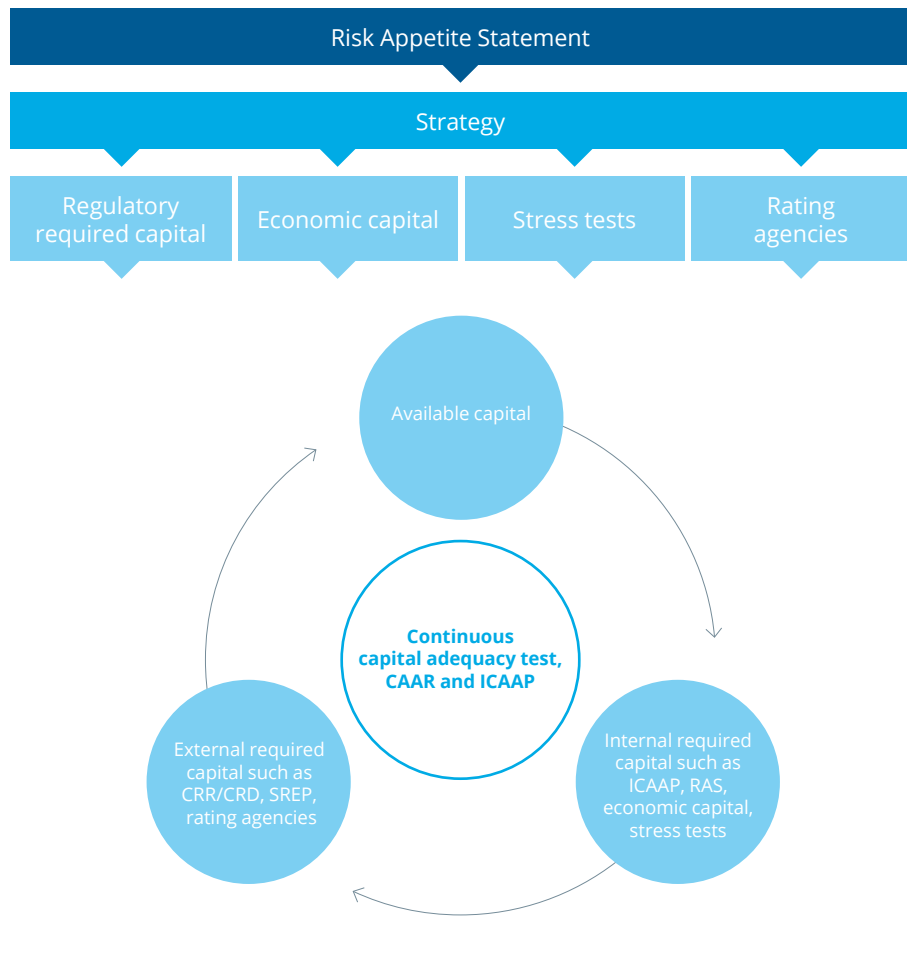 Risk Appetite Statement
Strategy
Regulatory
required capital
Economic capital
Stress tests
Rating
agencies
Available capital
Continuous
capital adequacy test,
CAAR and ICAAP
External required
capital such as
CRR/CRD, SREP,
rating agencies
Internal required
capital such as
ICAAP, RAS,
economic capital,
stress tests